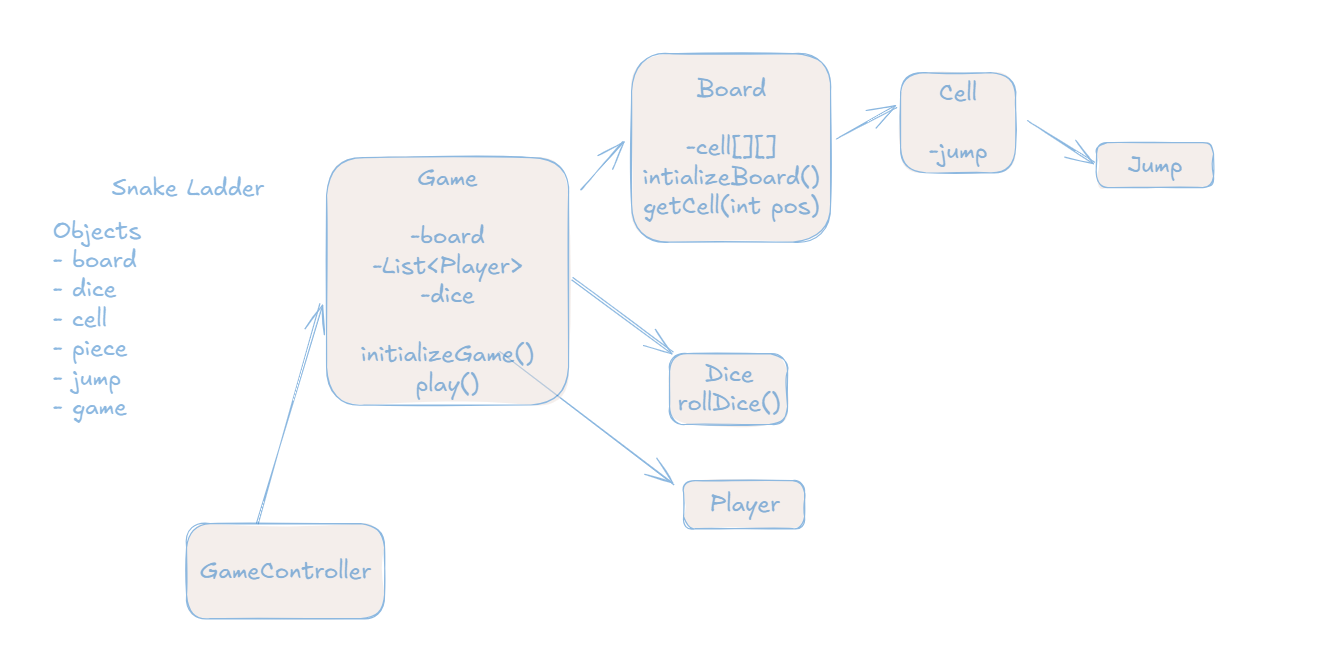 Snake Ladder
Objects
- board
- dice
- cell
- piece
- jump
- game
GameController
Game
-board
-List<Player>
-dice
initializeGame()
play()
Board
-cell[][]
intializeBoard()
getCell(int pos)
Cell
-jump
Jump
Dice
rollDice()
Player